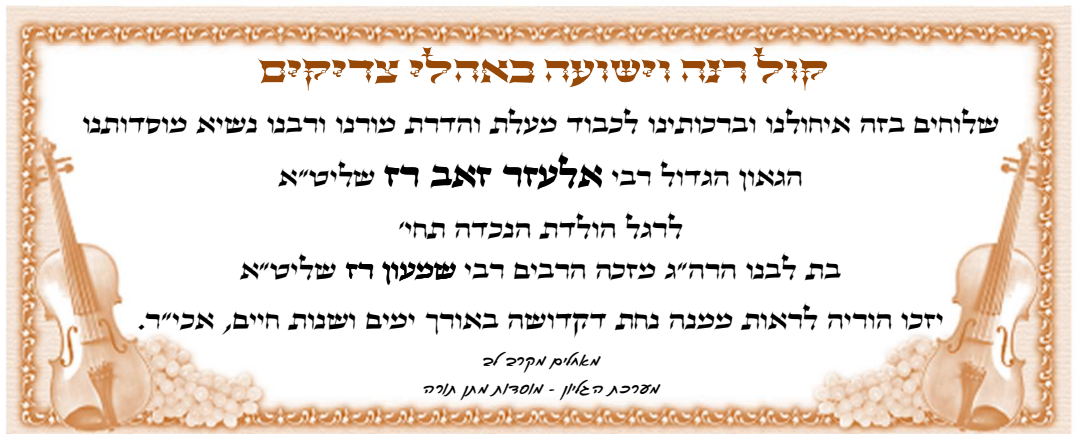 קול רנה וישועה באהלי צדיקים
שלוחים בזה איחולנו וברכותינו לכבוד מעלת והדרת מורנו ורבנו נשיא מוסדותנו
הגאון הגדול רבי אלעזר זאב רז שליט״א
לרגל הולדת הנכדה תחי׳
בת לבנו הרה״ג מזכה הרבים רבי שמעון רז שליט״א
יזכו הוריה לראות ממנה נחת דקדושה באורך ימים ושנות חיים, אכי״ר.
מאחלים מקרב לב
מערכת הגליון - מוסדות מתן תורה